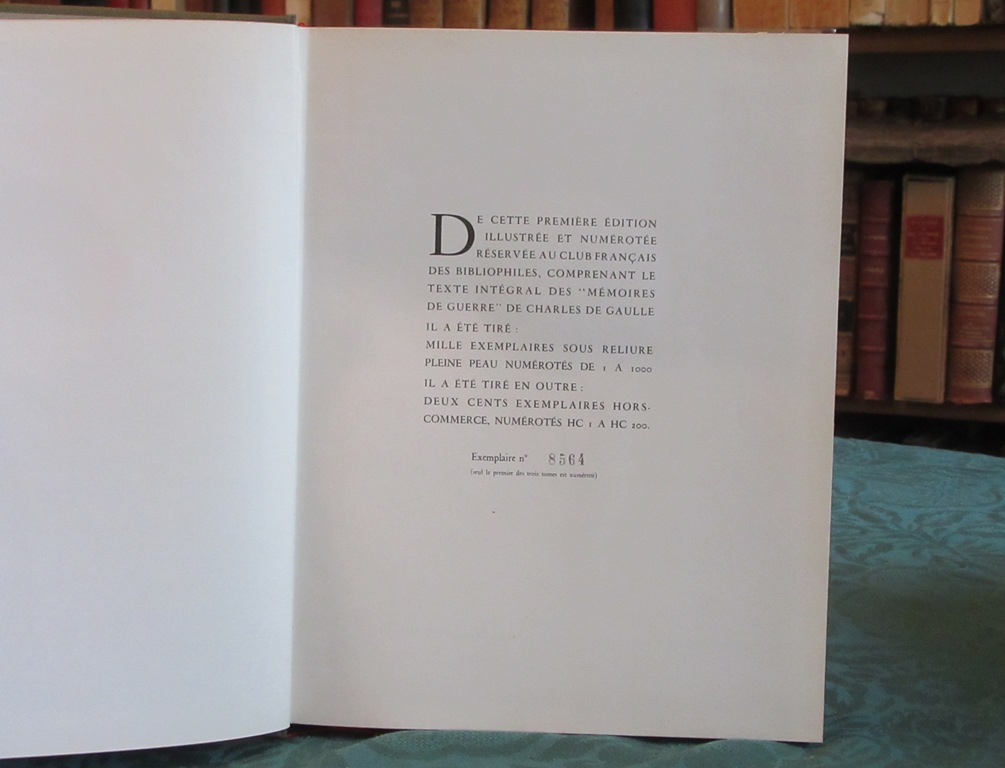 DE CETTE PREMIÈRE ÉDITION
ILLUSTRÉE ET NUMÉROTÉE
RÉSERVÉE AU CLUB FRANÇAIS
DES BIBLIOPHILES, COMPRENANT LE
TEXTE INTÉGRAL DES "MÉMOIRES
DE GUERRE" DE CHARLES DE GAULLE
IL A ÉTÉ TIRÉ :
MILLE EXEMPLAIRES SOUS RELIURE
PLEINE PEAU NUMÉROTÉS DE 1 A 1000
IL A ÉTÉ TIRÉ EN OUTRE :
DEUX CENTS EXEMPLAIRES HORS-
COMMERCE, NUMÉROTÉS HC 1 A HC 200.
Exemplaire n° 8564
(seul le premier des trois tomes est numéroté)